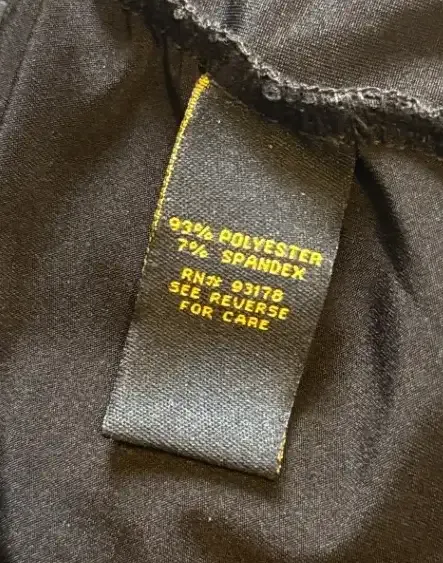 93% POLYESTER
7% SPANDEX
RN# 93178
SEE REVERSE
FOR CARE